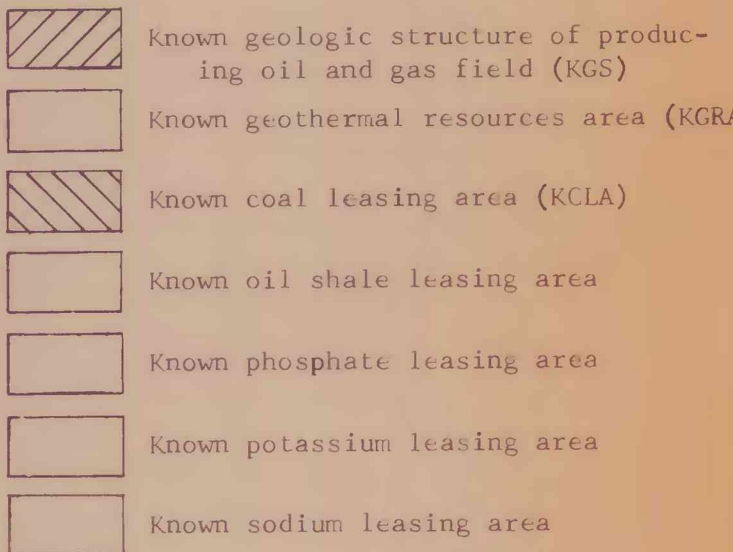 Known geologic structure of produc-
ing oil and gas field (KGS)
Known geothermal resources area (KGRA
Known coal leasing area (KCLA)
Known oil shale leasing area
Known phosphate leasing area
Known potassium leasing area
Known sodium leasing area